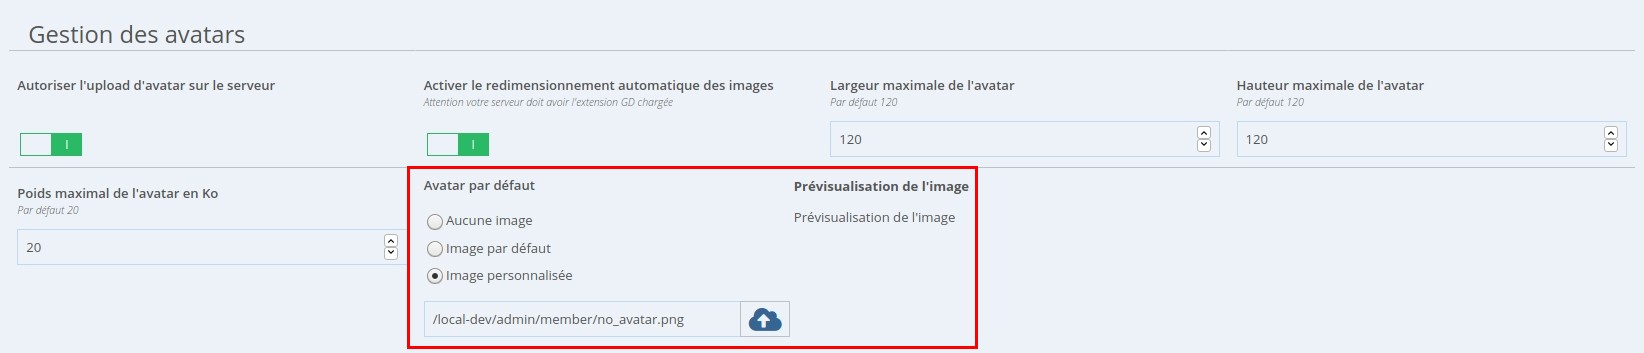 Gestion des avatars
Autoriser l'upload d'avatar sur le serveur
Activer le redimensionnement automatique des images
Attention votre serveur doit avoir l'extension GD chargée
Largeur maximale de l'avatar
Par défaut 120
120
Hauteur maximale de l'avatar
Par défaut 120
120
Poids maximal de l'avatar en Ko
Par défaut 20
20
Avatar par défaut
Aucune image
Image par défaut
Image personnalisée
/local-dev/admin/member/no_avatar.png
Prévisualisation de l'image
Prévisualisation de l'image